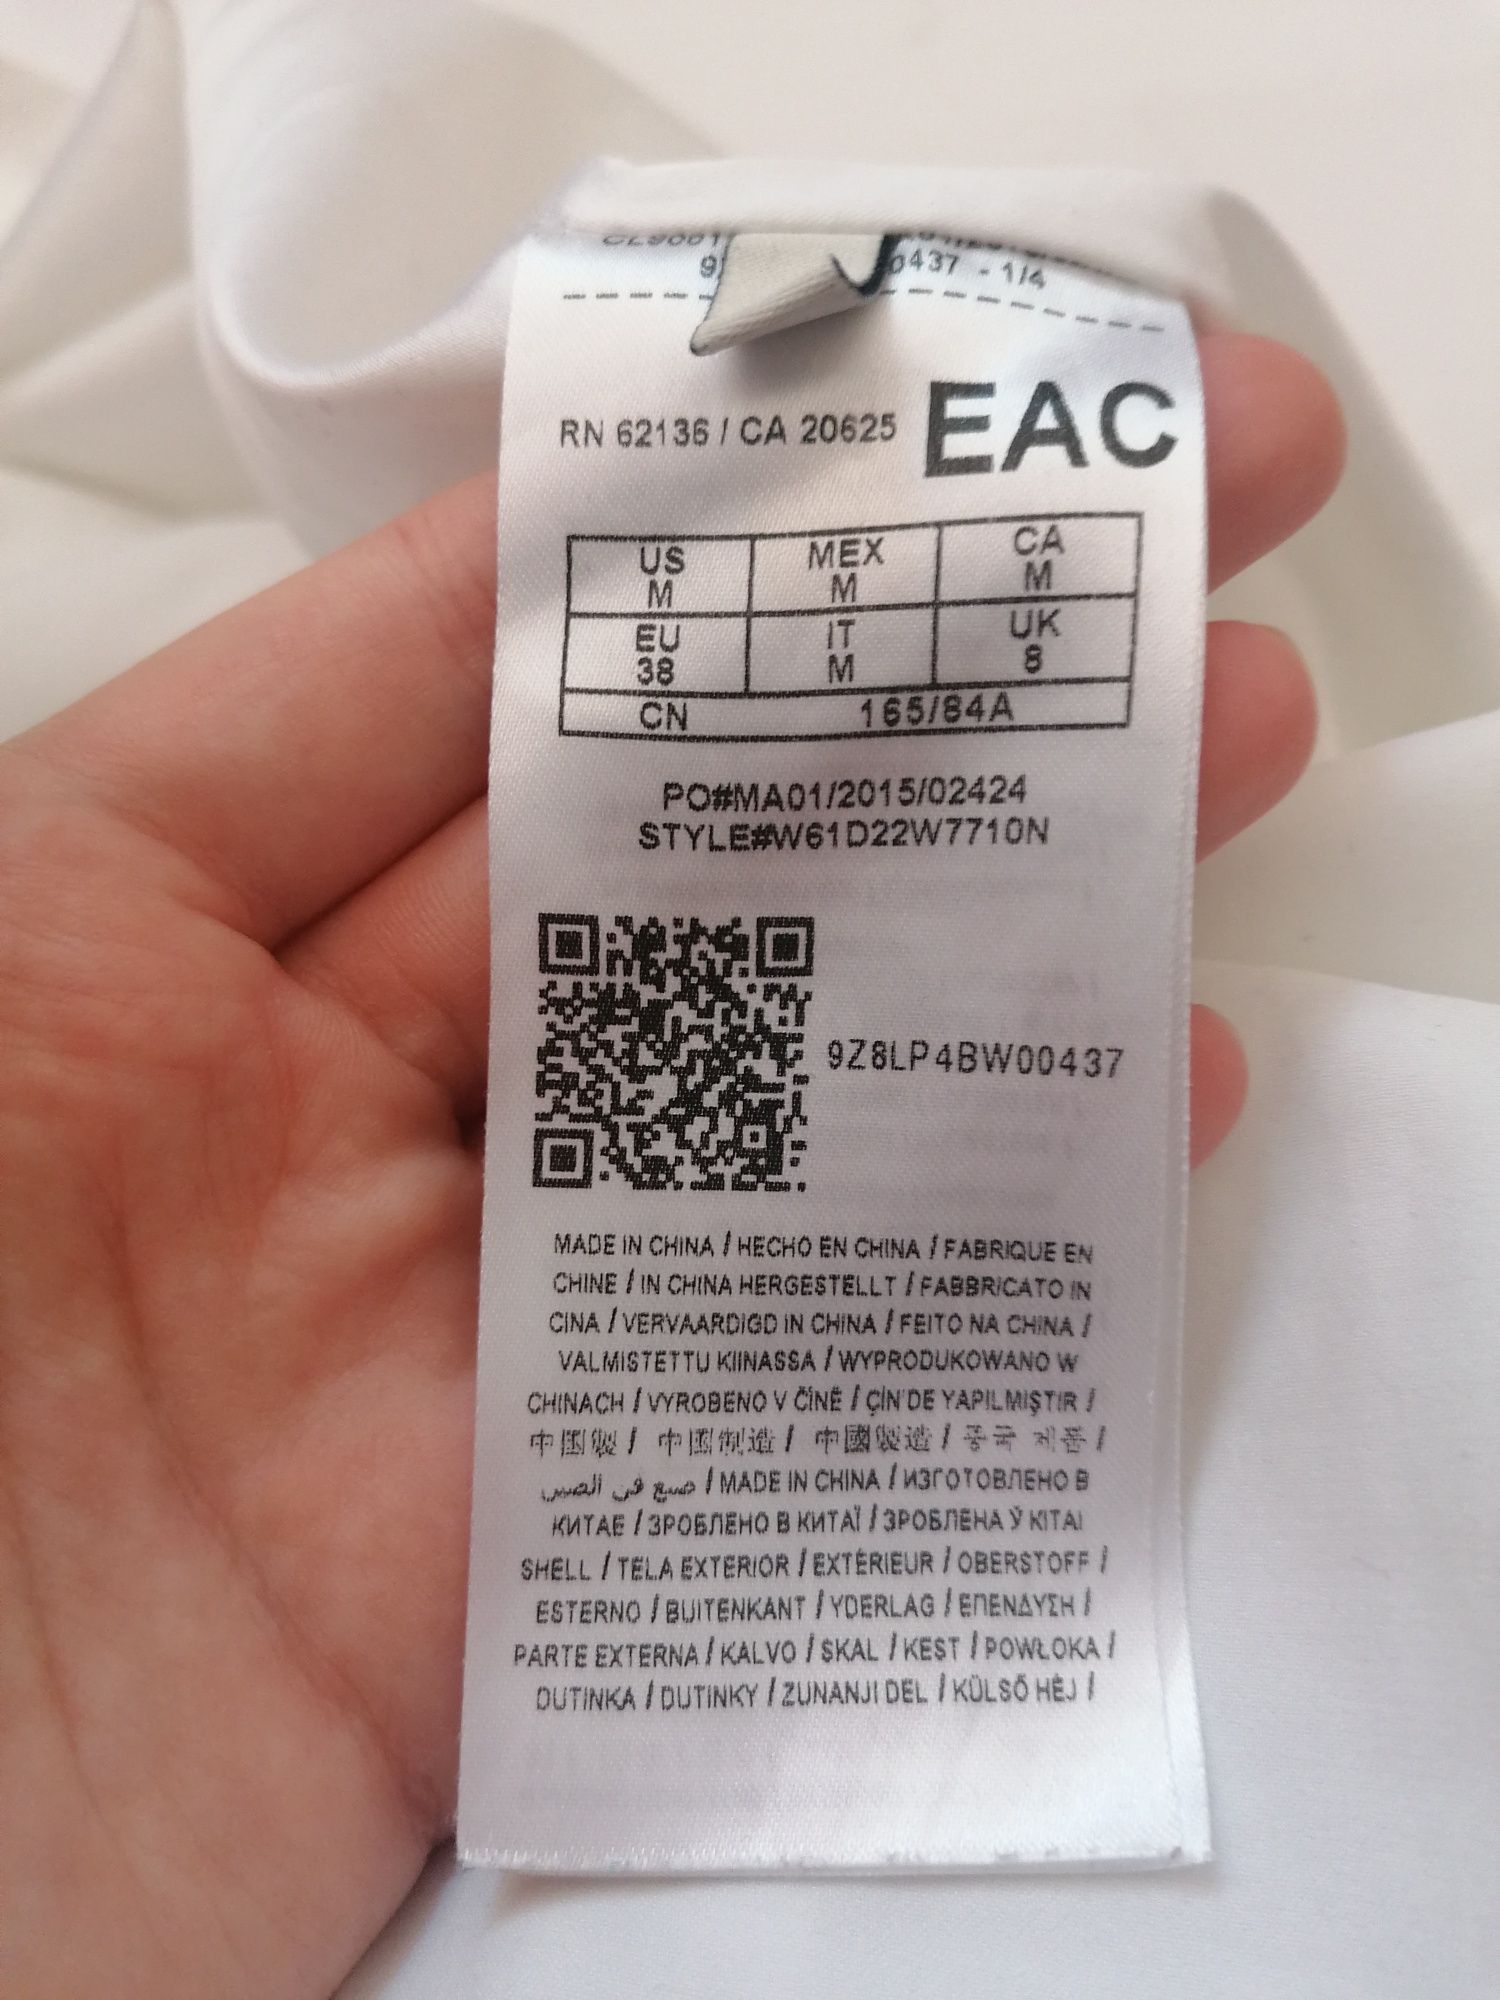 0437 - 1/4
RN 62136 / CA 20625
EAC
US MEX CA
M M M
EU IT UK
38 M 8
CN 165/84A
PO#MA01/2015/02424
STYLE#W61D22W7710N
9Z8LP4BW00437
MADE IN CHINA / HECHO EN CHINA / FABRIQUE EN
CHINE / IN CHINA HERGESTELLT / FABBRICATO IN
CINA / VERVAARDIGD IN CHINA / FEITO NA CHINA /
VALMISTETTU KIINASSA / WYPRODUKOWANO W
CHINACH / VYROBENO V ČÍNĚ / ÇİN'DE YAPILMIŞTIR /
中国製 / 中国制造 / 中國製造 / 중국 제품 /
صنع في الصين / MADE IN CHINA / ИЗГОТОВЛЕНО В
КИТАЕ / ЗРОБЛЕНО В КИТАЇ / ЗРОБЛЕНА Ў КІТАІ
SHELL / TELA EXTERIOR / EXTÉRIEUR / OBERSTOFF /
ESTERNO / BUITENKANT / YDERLAG / ΕΠΕΝΔΥΣΗ /
PARTE EXTERNA / KALVO / SKAL / KEST / POWŁOKA /
DUTINKA / DUTINKY / ZUNANJI DEL / KÜLSŐ HÉJ /